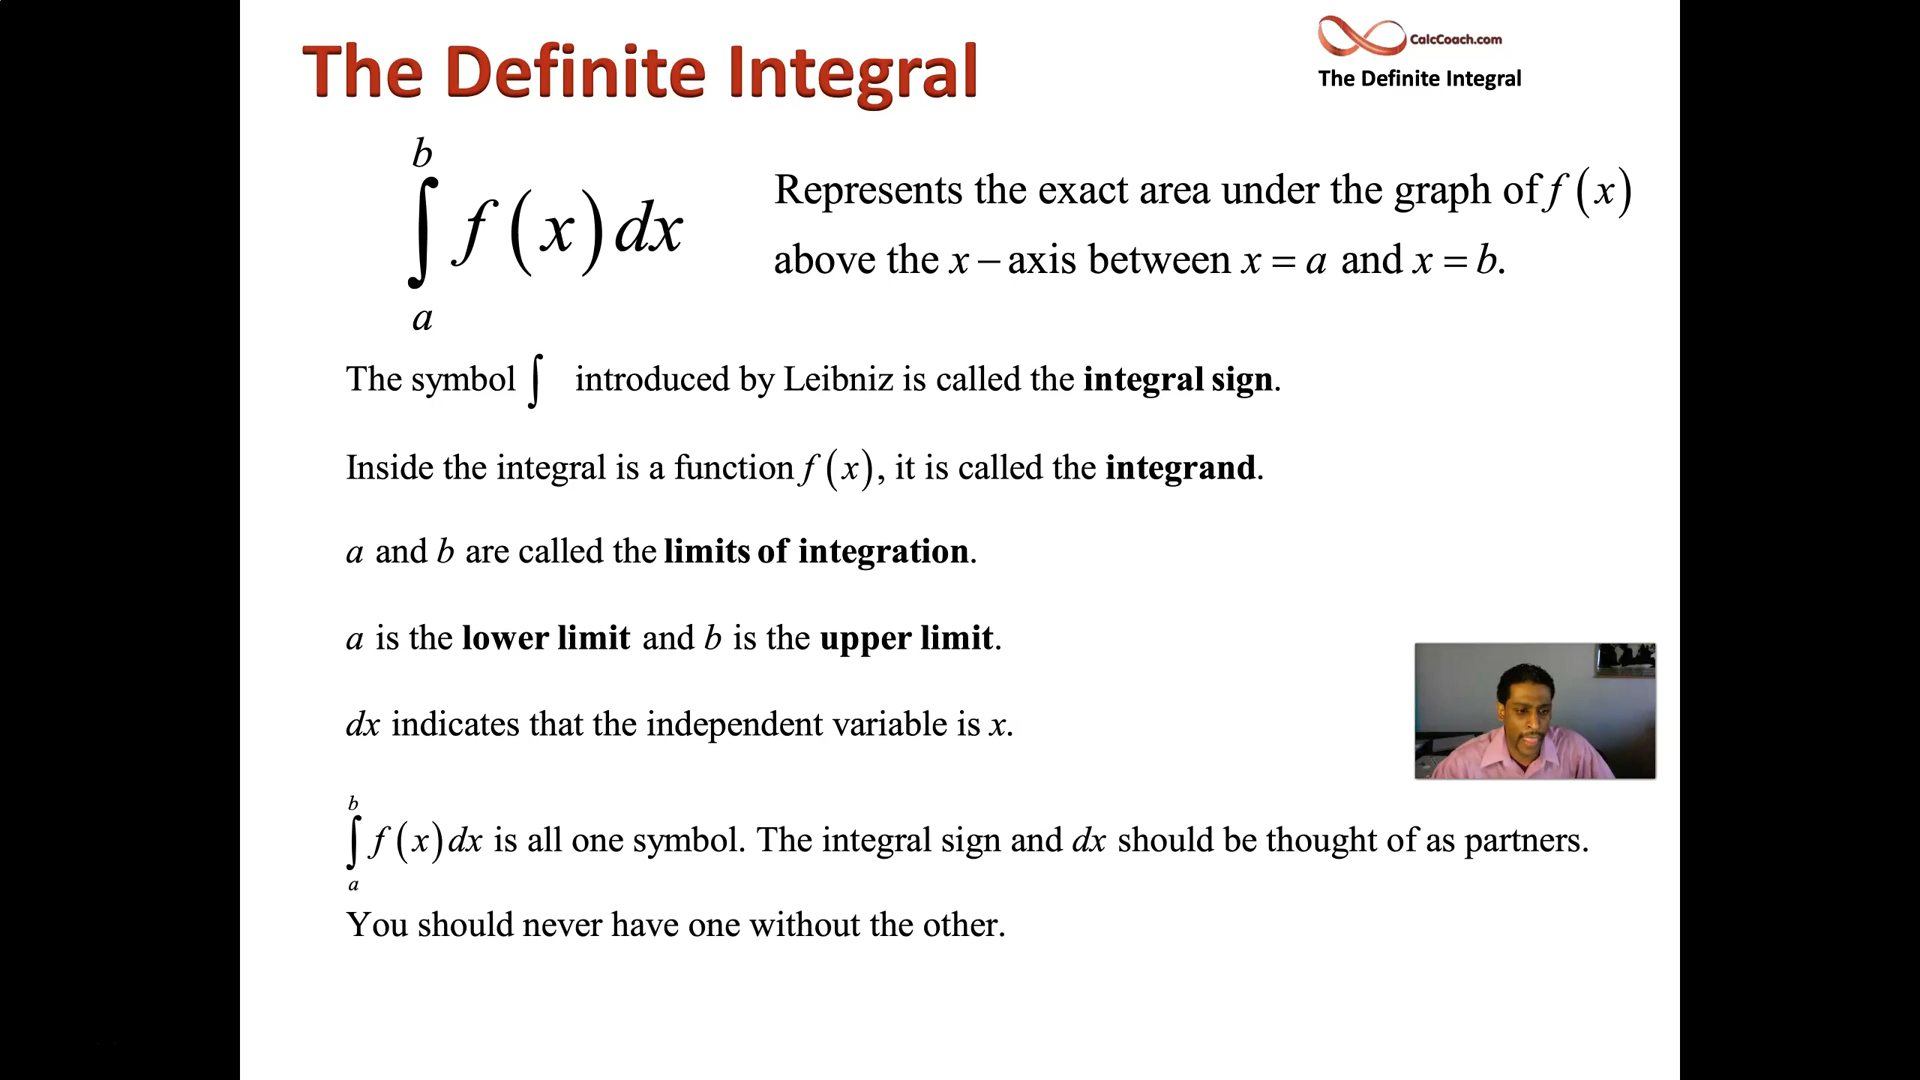 The Definite Integral
CalcCoach.com
The Definite Integral
b
∫ f(x)dx
a
Represents the exact area under the graph of f(x)
above the x – axis between x = a and x = b.
The symbol ∫ introduced by Leibniz is called the integral sign.
Inside the integral is a function f(x), it is called the integrand.
a and b are called the limits of integration.
a is the lower limit and b is the upper limit.
dx indicates that the independent variable is x.
b
∫ f(x)dx is all one symbol. The integral sign and dx should be thought of as partners.
a
You should never have one without the other.